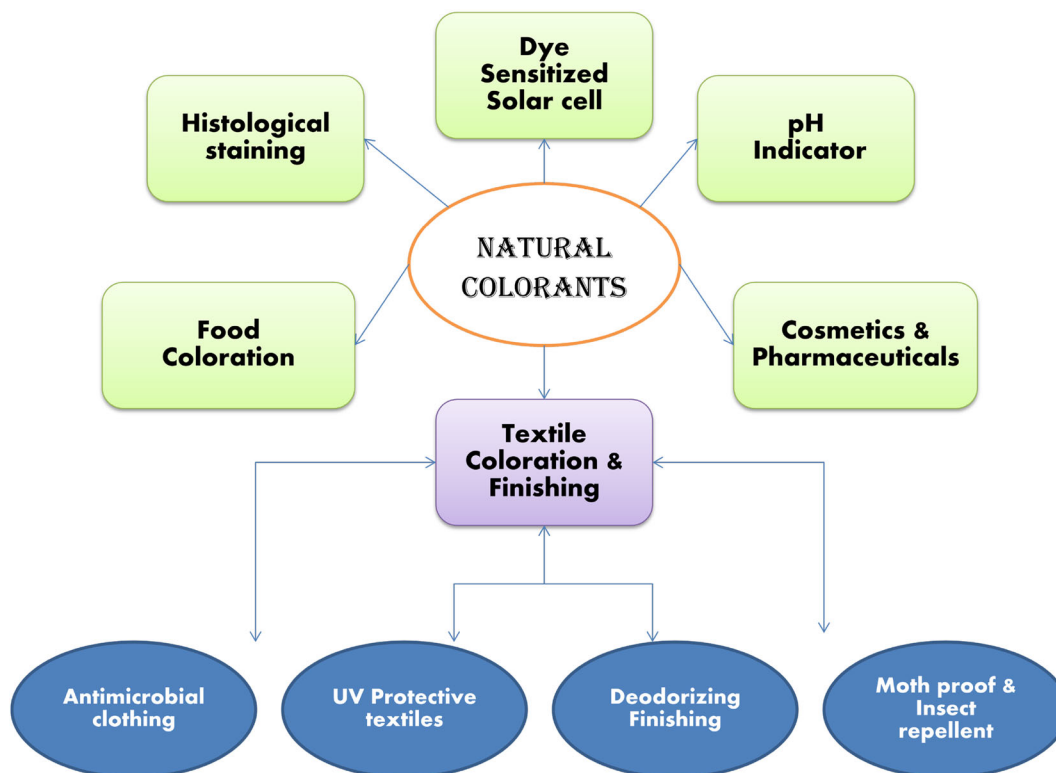 Dye
Sensitized
Solar cell
Histological
staining
pH
Indicator
NATURAL
COLORANTS
Food
Coloration
Cosmetics &
Pharmaceuticals
Textile
Coloration &
Finishing
Antimicrobial
clothing
UV Protective
textiles
Deodorizing
Finishing
Moth proof &
Insect
repellent